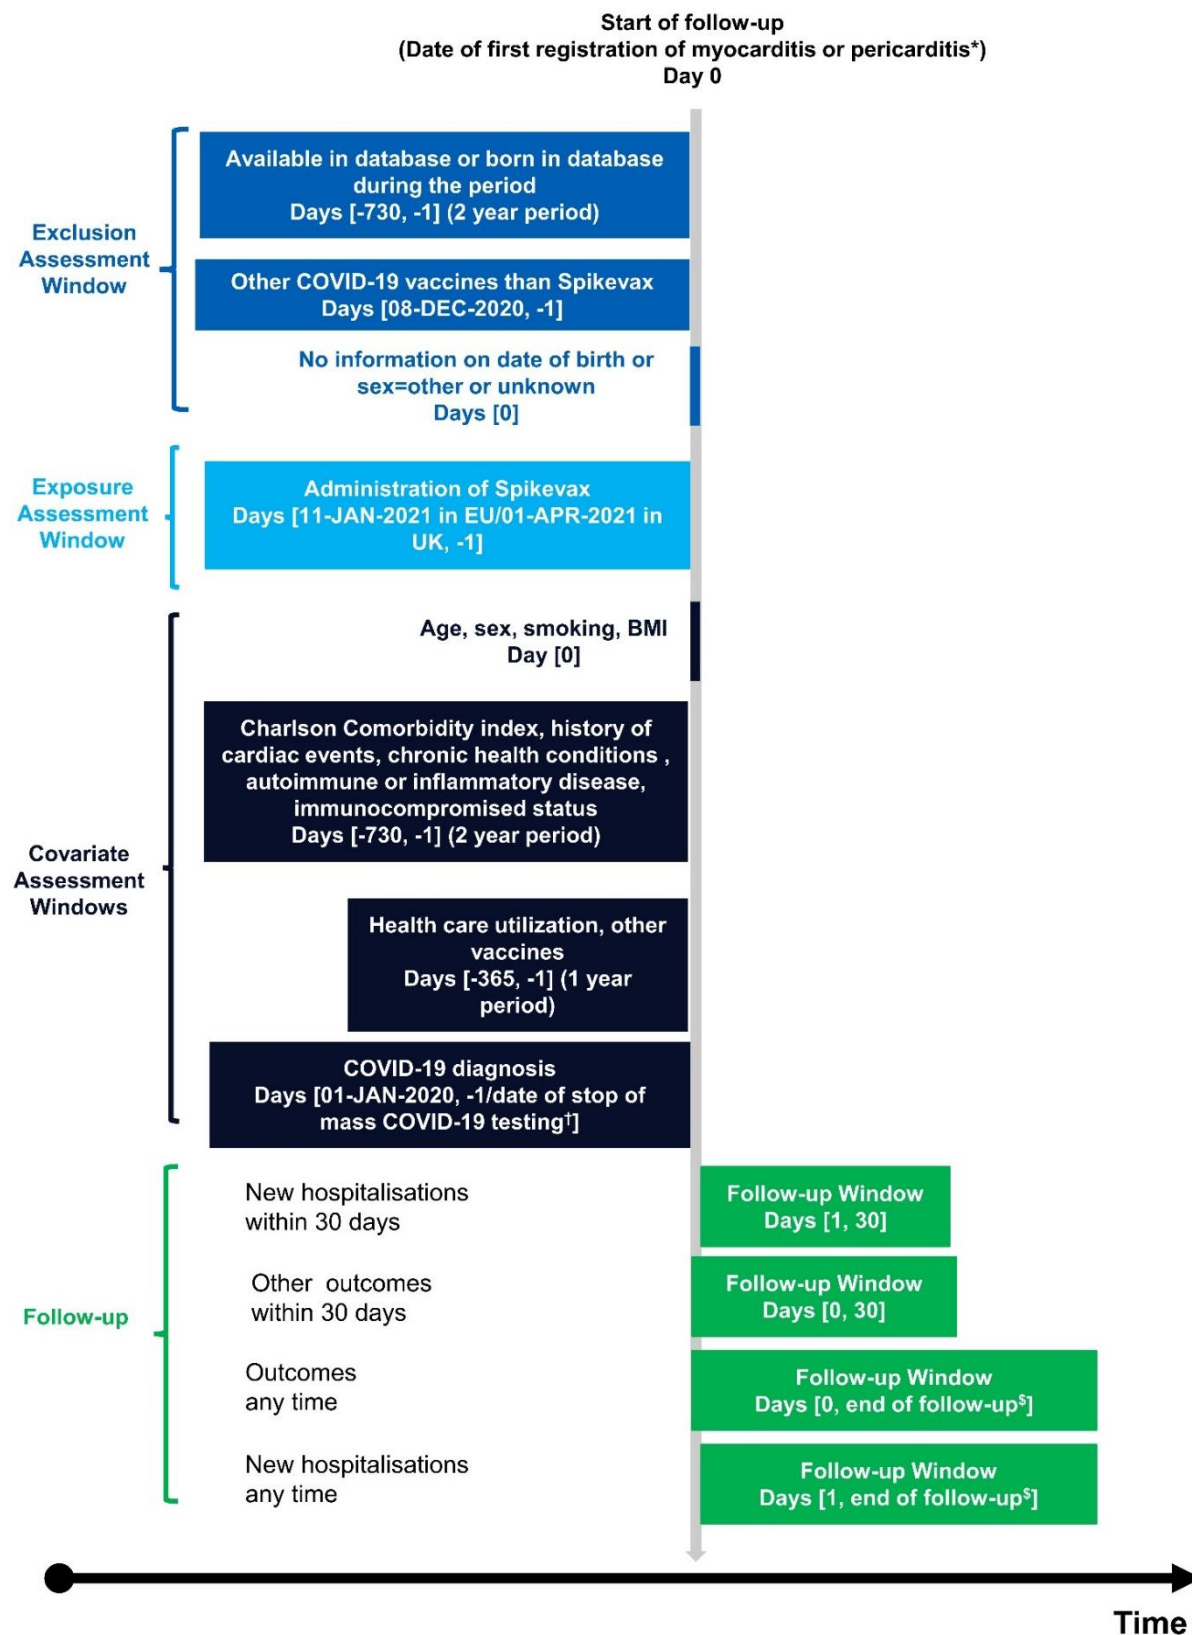 Start of follow-up
(Date of first registration of myocarditis or pericarditis*)
Day 0
Exclusion
Assessment
Window
Available in database or born in database
during the period
Days [-730, -1] (2 year period)
Other COVID-19 vaccines than Spikevax
Days [08-DEC-2020, -1]
No information on date of birth or
sex=other or unknown
Days [0]
Exposure
Assessment
Window
Administration of Spikevax
Days [11-JAN-2021 in EU/01-APR-2021 in
UK, -1]
Covariate
Assessment
Windows
Age, sex, smoking, BMI
Day [0]
Charlson Comorbidity index, history of
cardiac events, chronic health conditions ,
autoimmune or inflammatory disease,
immunocompromised status
Days [-730, -1] (2 year period)
Health care utilization, other
vaccines
Days [-365, -1] (1 year
period)
COVID-19 diagnosis
Days [01-JAN-2020, -1/date of stop of
mass COVID-19 testing†]
Follow-up
New hospitalisations
within 30 days
Follow-up Window
Days [1, 30]
Other outcomes
within 30 days
Follow-up Window
Days [0, 30]
Outcomes
any time
Follow-up Window
Days [0, end of follow-up$]
New hospitalisations
any time
Follow-up Window
Days [1, end of follow-up$]
Time